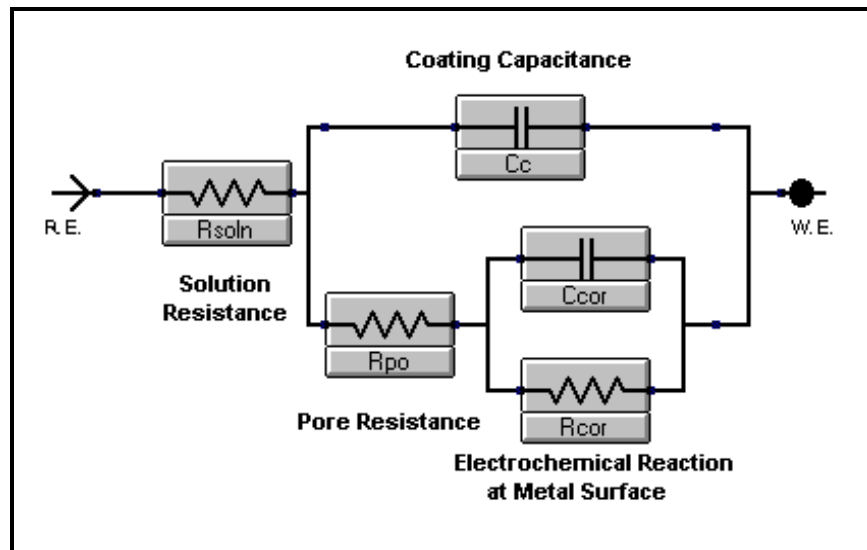 Coating Capacitance
Cc
R.E.
Rsoln
W.E.
Solution
Resistance
Ccor
Rpo
Pore Resistance
Rcor
Electrochemical Reaction
at Metal Surface